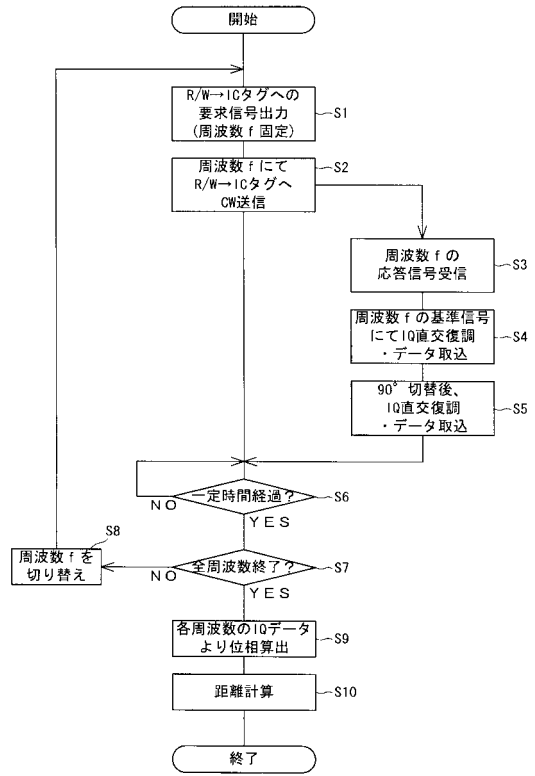 開始
R/W→ICタグへの
要求信号出力
(周波数f固定)
S1
周波数fにて
R/W→ICタグへ
CW送信
S2
周波数fの
応答信号受信
S3
周波数fの基準信号
にてIQ直交復調
・データ取込
S4
90°切替後、
IQ直交復調
・データ取込
S5
一定時間経過?
S6
NO
YES
S8
周波数fを
切り替え
全周波数終了?
S7
NO
YES
各周波数のIQデータ
より位相算出
S9
距離計算
S10
終了